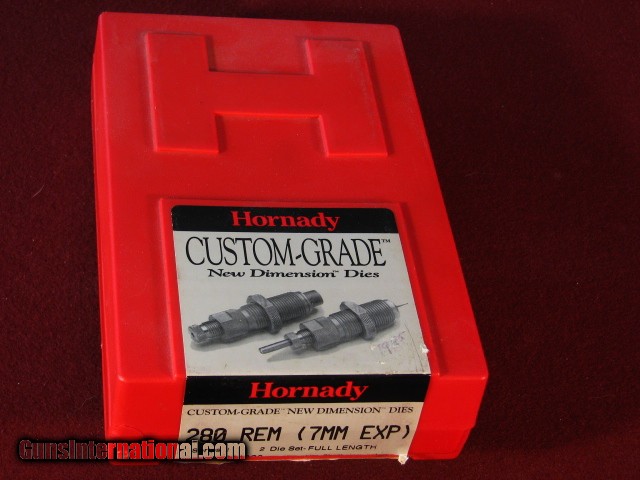 H
Hornady
CUSTOM-GRADE™
New Dimension™ Dies
Hornady
CUSTOM-GRADE™ NEW DIMENSION™ DIES
280 REM (7MM EXP)
2 Die Set-FULL LENGTH
GunsInternational.com